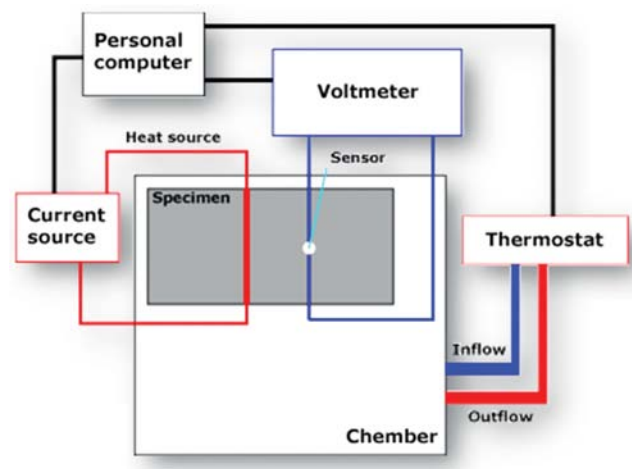 Personal
computer
Voltmeter
Heat source
Sensor
Specimen
Current
source
Thermostat
Inflow
Outflow
Chember